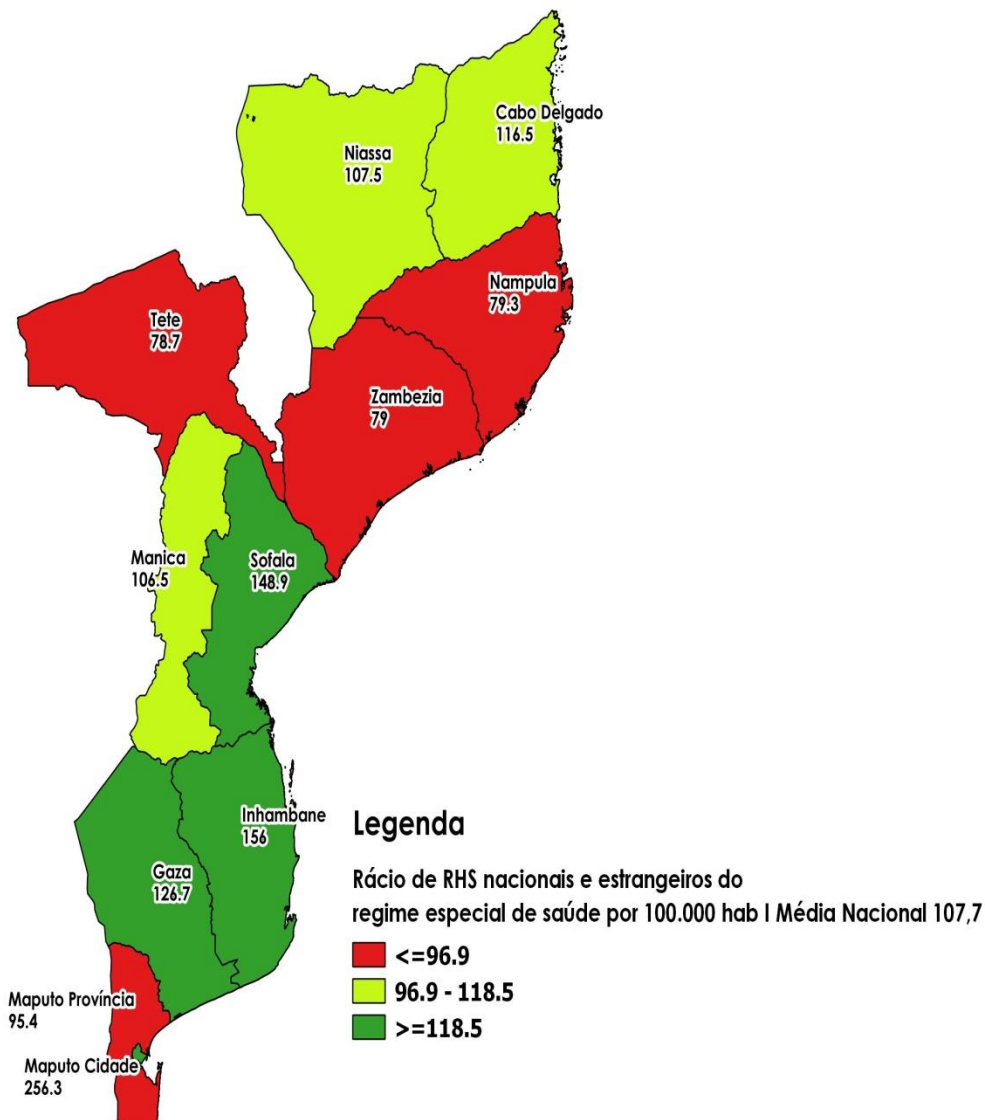 Cabo Delgado
116.5
Niassa
107.5
Nampula
79.3
Tete
78.7
Zambezia
79
Manica
106.5
Sofala
148.9
Inhambane
156
Gaza
126.7
Maputo Província
95.4
Maputo Cidade
256.3
Legenda
Rácio de RHS nacionais e estrangeiros do
regime especial de saúde por 100.000 hab I Média Nacional 107,7
<=96.9
96.9 - 118.5
>=118.5